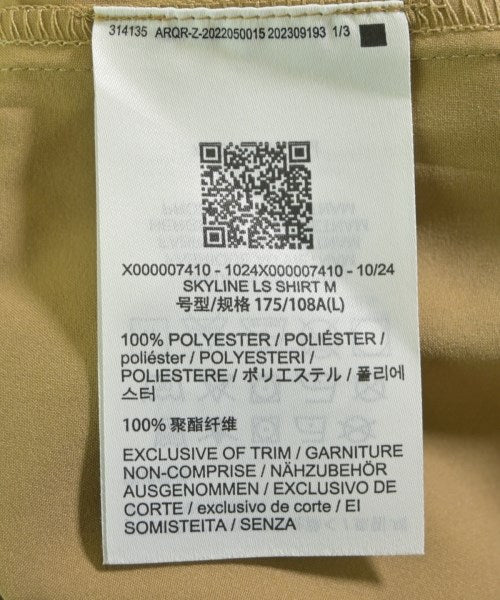 314135 ARQR-Z-2022050015 202309193 1/3
X000007410 - 1024X000007410 - 10/24
SKYLINE LS SHIRT M
号型/规格 175/108A(L)
100% POLYESTER / POLIÉSTER /
poliéster / POLYESTERI /
POLIESTERE / ポリエステル / 폴리에
스터
100% 聚酯纤维
EXCLUSIVE OF TRIM / GARNITURE
NON-COMPRISE / NÄHZUBEHÖR
AUSGENOMMEN / EXCLUSIVO DE
CORTE / exclusivo de corte / EI
SOMISTEITA / SENZA